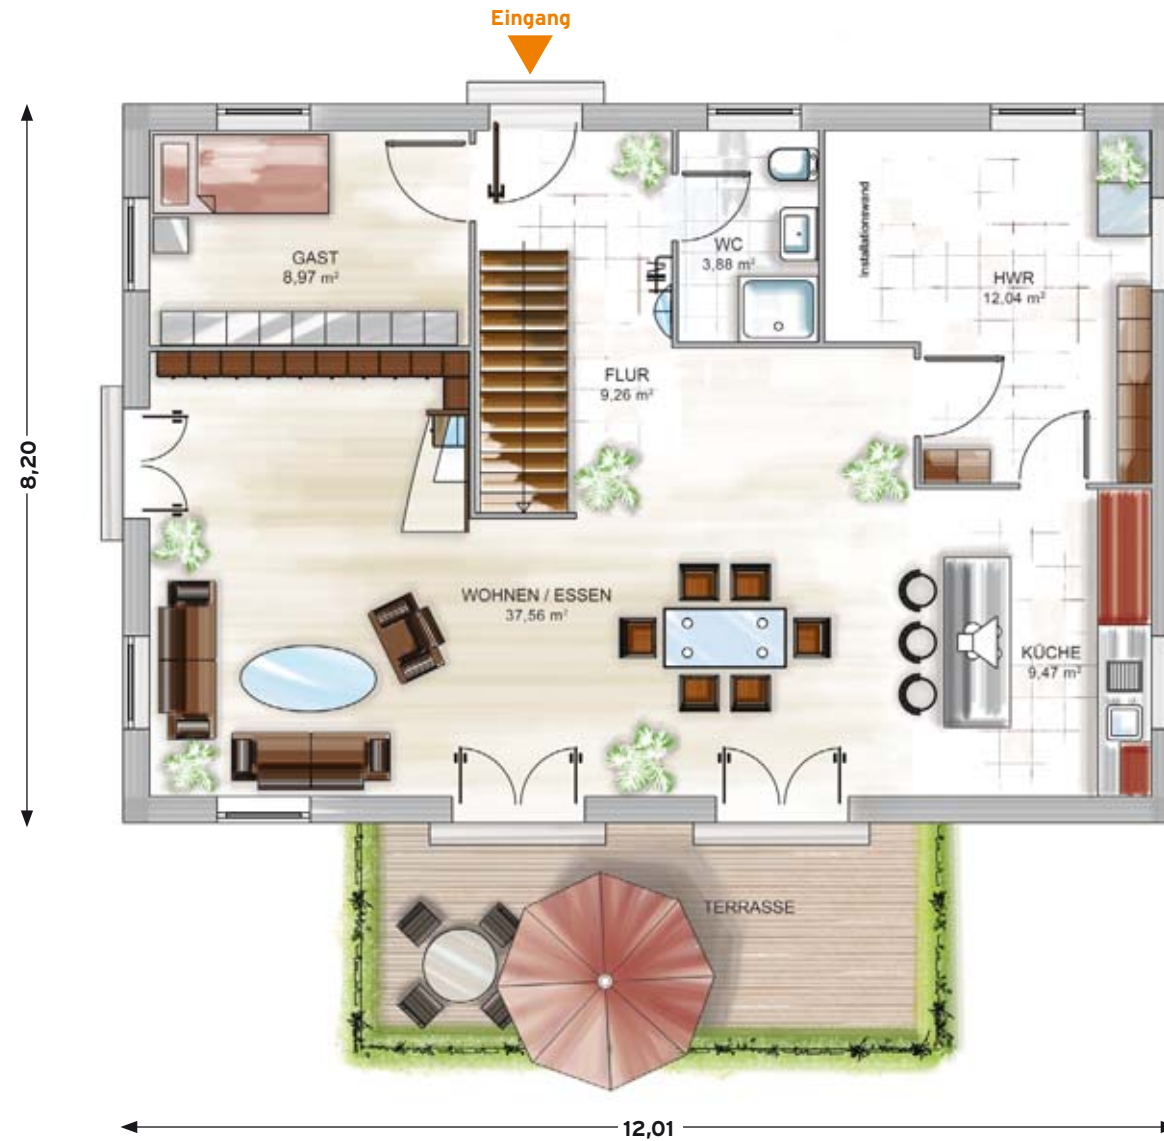 Eingang
GAST
8,97 m²
WC
3,88 m²
Installationswand
HWR
12,04 m²
FLUR
9,26 m²
8,20
WOHNEN / ESSEN
37,56 m²
KÜCHE
9,47 m²
TERRASSE
12,01